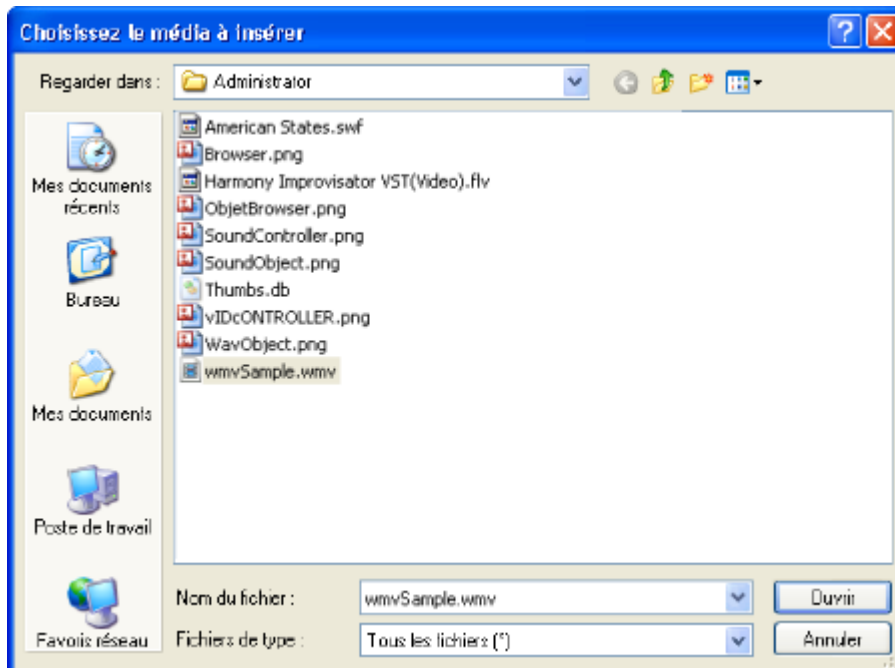 Choisissez le média à insérer
Regarder dans :
Administrator
Mes documents
récents
Bureau
Mes documents
Poste de travail
Favoris réseau
American States.swf
Browser.png
Harmony Improvisator VST(Video).flv
ObjetBrowser.png
SoundController.png
SoundObject.png
Thumbs.db
vIDcONTROLLER.png
WavObject.png
wmvSample.wmv
Nom du fichier :
wmvSample.wmv
Ouvrir
Fichiers de type :
Tous les fichiers (*)
Annuler